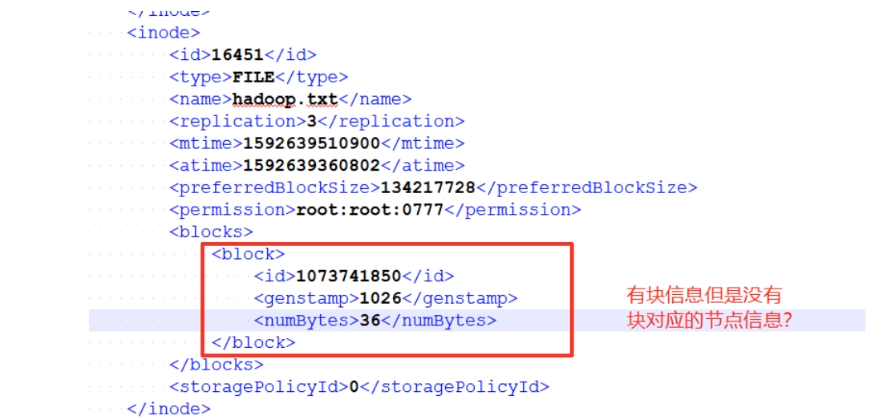 </inode>
<inode>
<id>16451</id>
<type>FILE</type>
<name>hadoop.txt</name>
<replication>3</replication>
<mtime>1592639510900</mtime>
<atime>1592639360802</atime>
<preferredBlockSize>134217728</preferredBlockSize>
<permission>root:root:0777</permission>
<blocks>
<block>
<id>1073741850</id>
<genstamp>1026</genstamp>
<numBytes>36</numBytes>
</block>
有块信息但是没有
块对应的节点信息?
</blocks>
<storagePolicyId>0</storagePolicyId>
</inode>